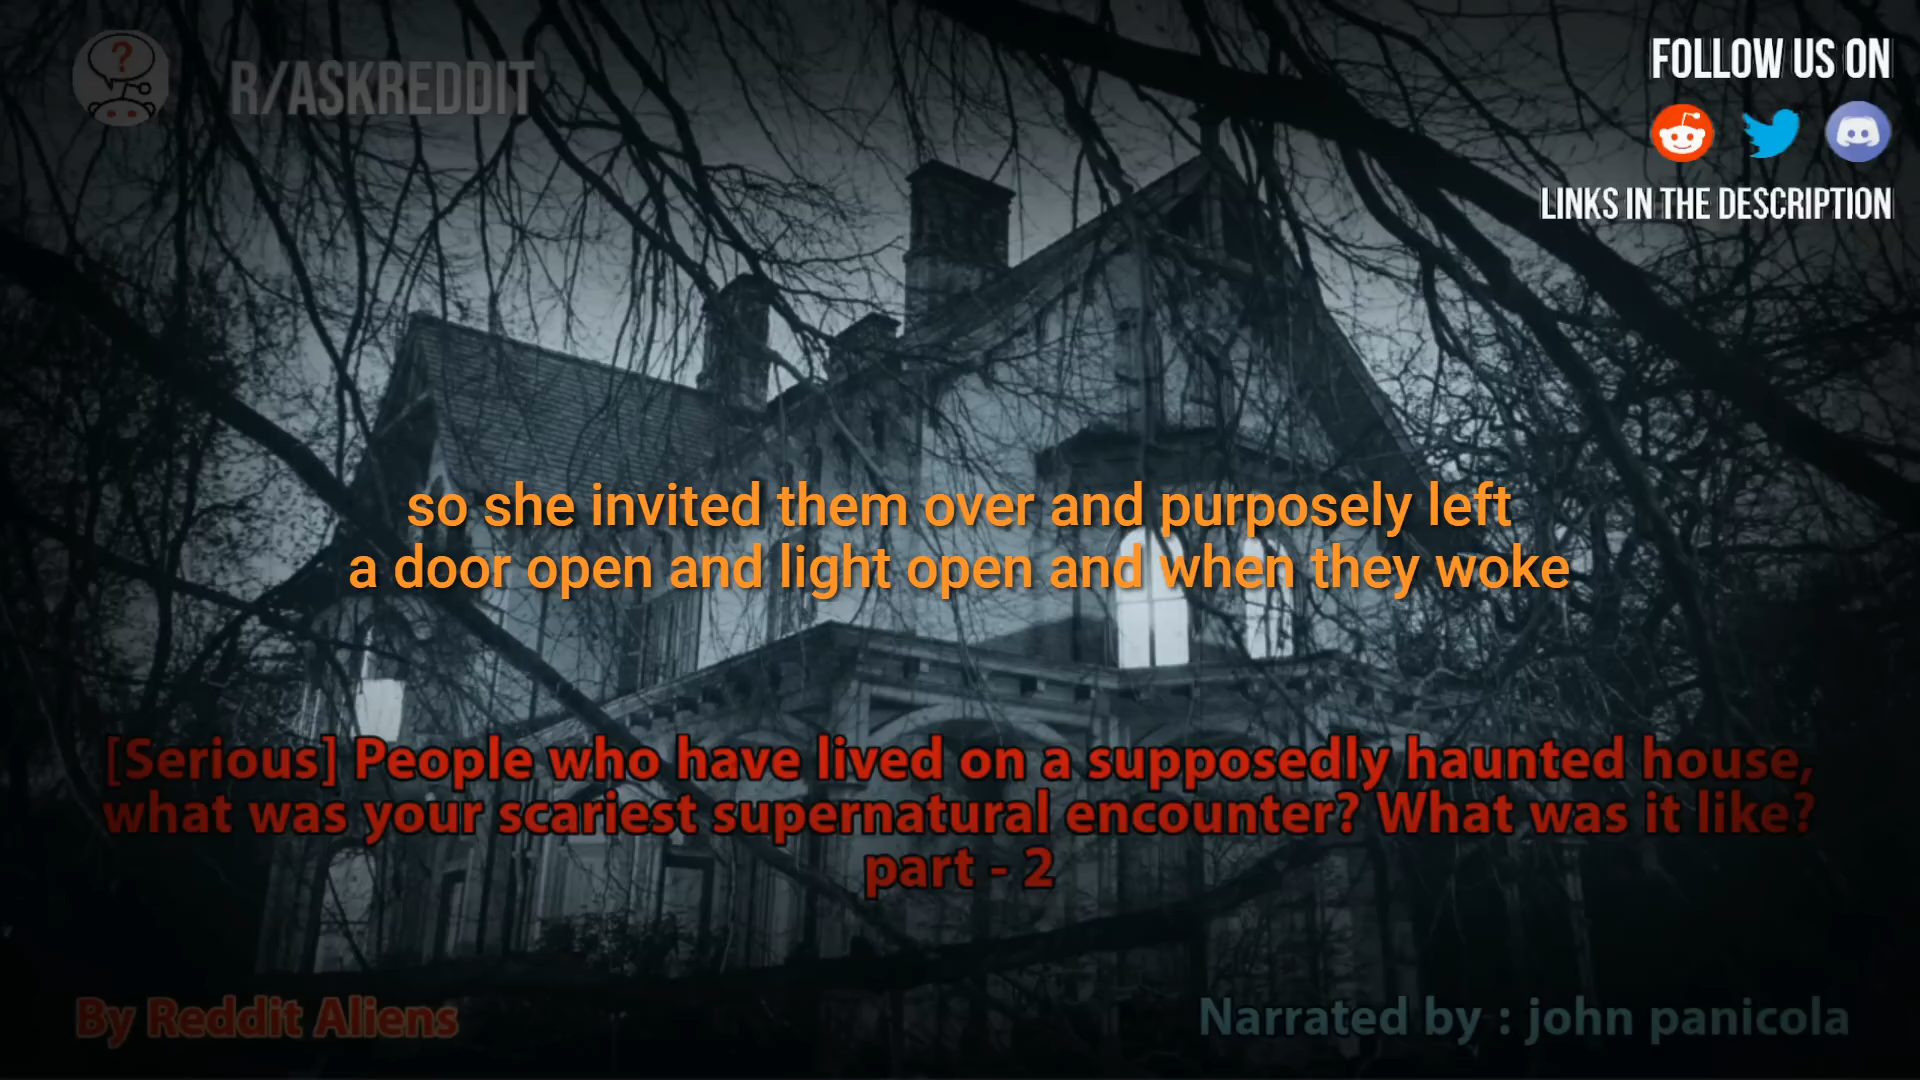 ?
R/ASKREDDIT
FOLLOW US ON
LINKS IN THE DESCRIPTION
so she invited them over and purposely left
a door open and light open and when they woke
[Serious] People who have lived on a supposedly haunted house,
what was your scariest supernatural encounter? What was it like?
part - 2
By Reddit Aliens
Narrated by : john panicola